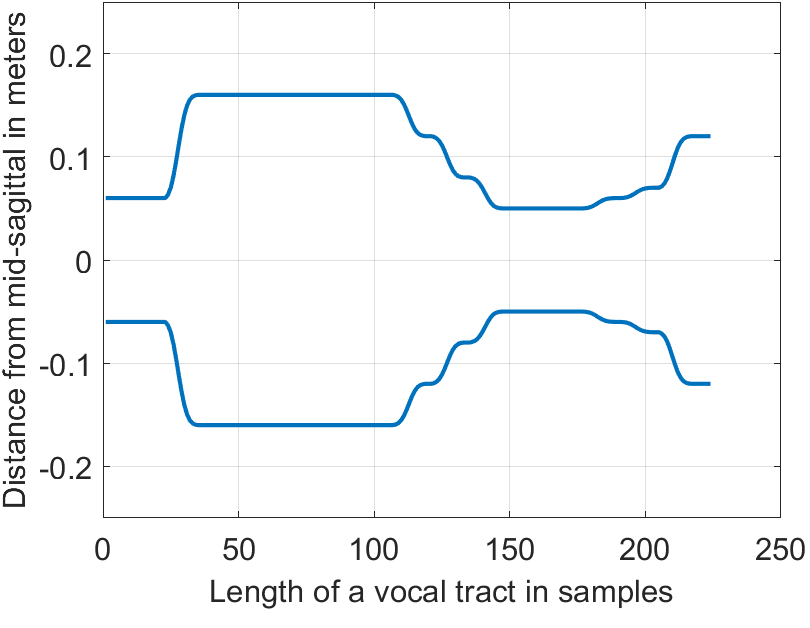 Distance from mid-sagittal in meters
0.2
0.1
0
-0.1
-0.2
0 50 100 150 200 250
Length of a vocal tract in samples